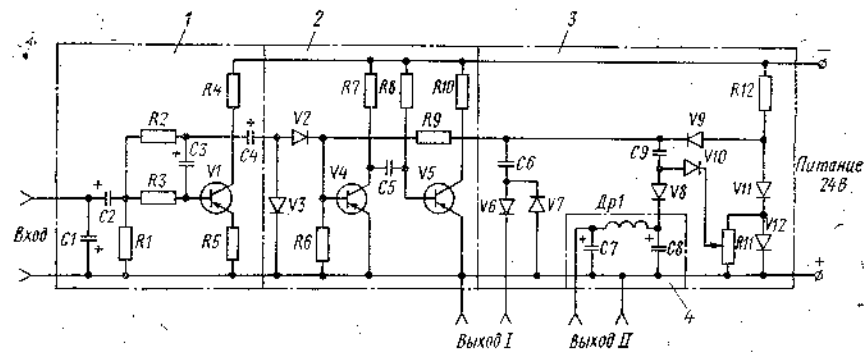 1
2
3
R4
R7
R8
R10
R12
−
R2
C3
C4
V2
R9
V9
C9
V10
R3
V1
V4
C5
V5
C6
V8
V11
Питание
24В
C2
V3
V6
V7
Др1
V12
Вход
C1
R1
R5
R6
C7
C8
R11
+
4
Выход I
Выход II